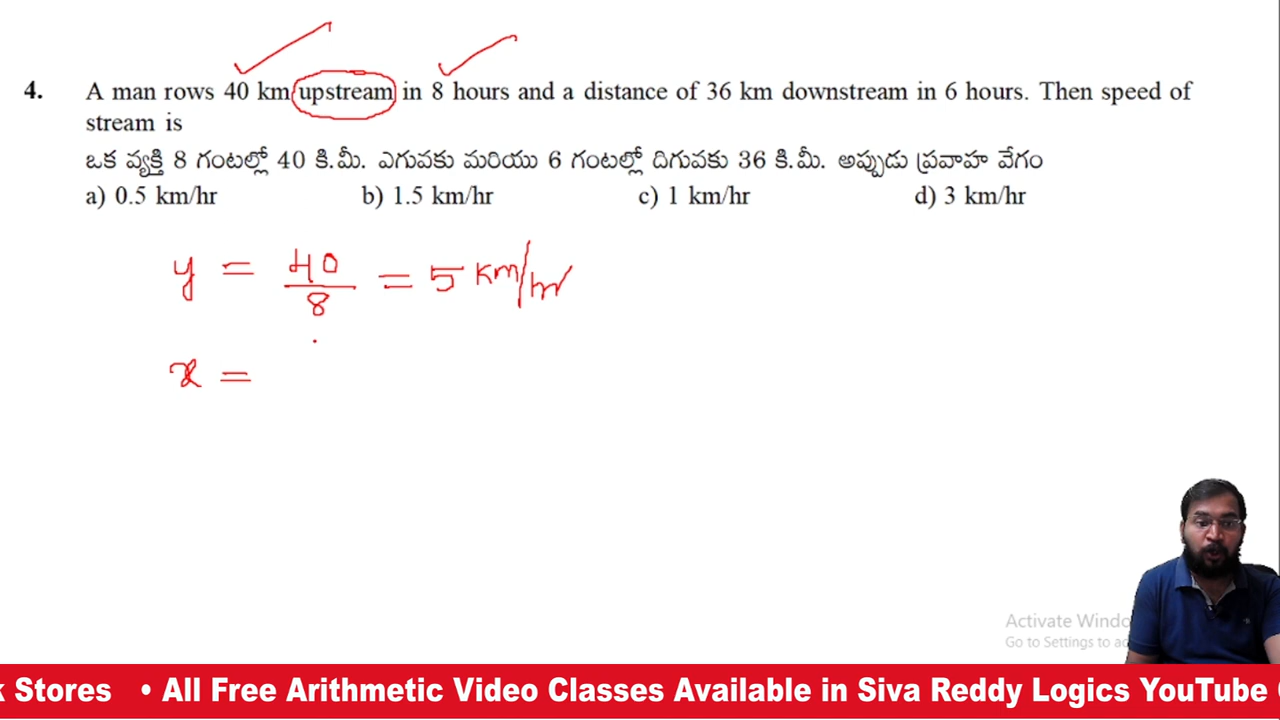 4. A man rows 40 km upstream in 8 hours and a distance of 36 km downstream in 6 hours. Then speed of
stream is
ఒక వ్యక్తి 8 గంటల్లో 40 కి.మీ. ఎగువకు మరియు 6 గంటల్లో దిగువకు 36 కి.మీ. అప్పుడు ప్రవాహ వేగం
a) 0.5 km/hr b) 1.5 km/hr c) 1 km/hr d) 3 km/hr
y = 40/8 = 5 km/hr
x =
Activate Windo
Go to Settings to ac
k Stores • All Free Arithmetic Video Classes Available in Siva Reddy Logics YouTube